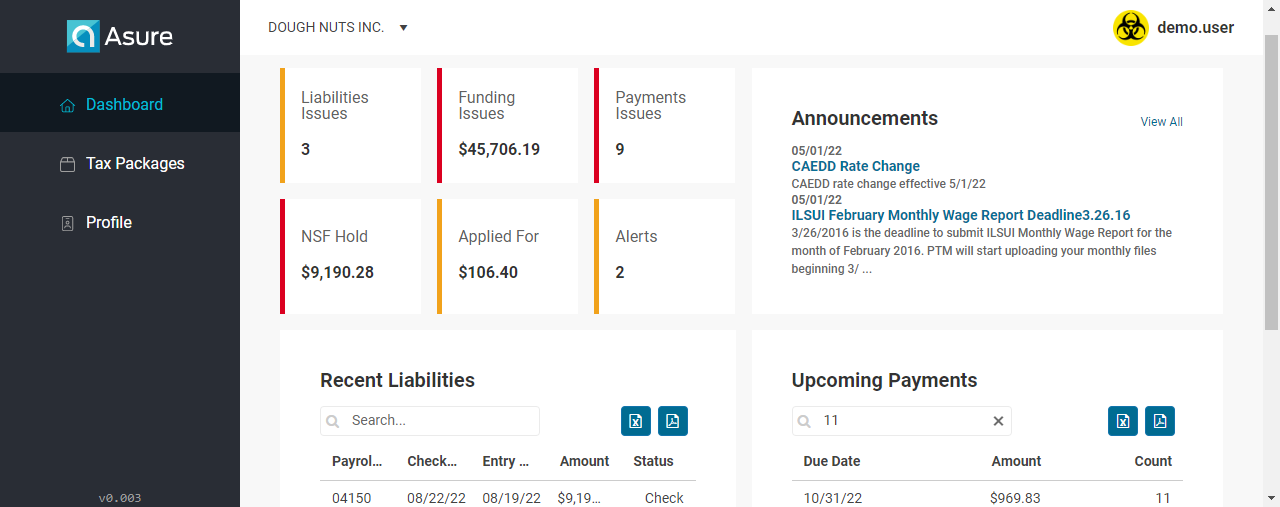 Asure
DOUGH NUTS INC.
demo.user
Dashboard
Tax Packages
Profile
v0.003
Liabilities
Issues
3
Funding
Issues
$45,706.19
Payments
Issues
9
NSF Hold
$9,190.28
Applied For
$106.40
Alerts
2
Announcements
View All
05/01/22
CAEDD Rate Change
CAEDD rate change effective 5/1/22
05/01/22
ILSUI February Monthly Wage Report Deadline3.26.16
3/26/2016 is the deadline to submit ILSUI Monthly Wage Report for the
month of February 2016. PTM will start uploading your monthly files
beginning 3/ ...
Recent Liabilities
Search...
Payrol... Check... Entry ... Amount Status
04150 08/22/22 08/19/22 $9,19... Check
Upcoming Payments
11
Due Date Amount Count
10/31/22 $969.83 11